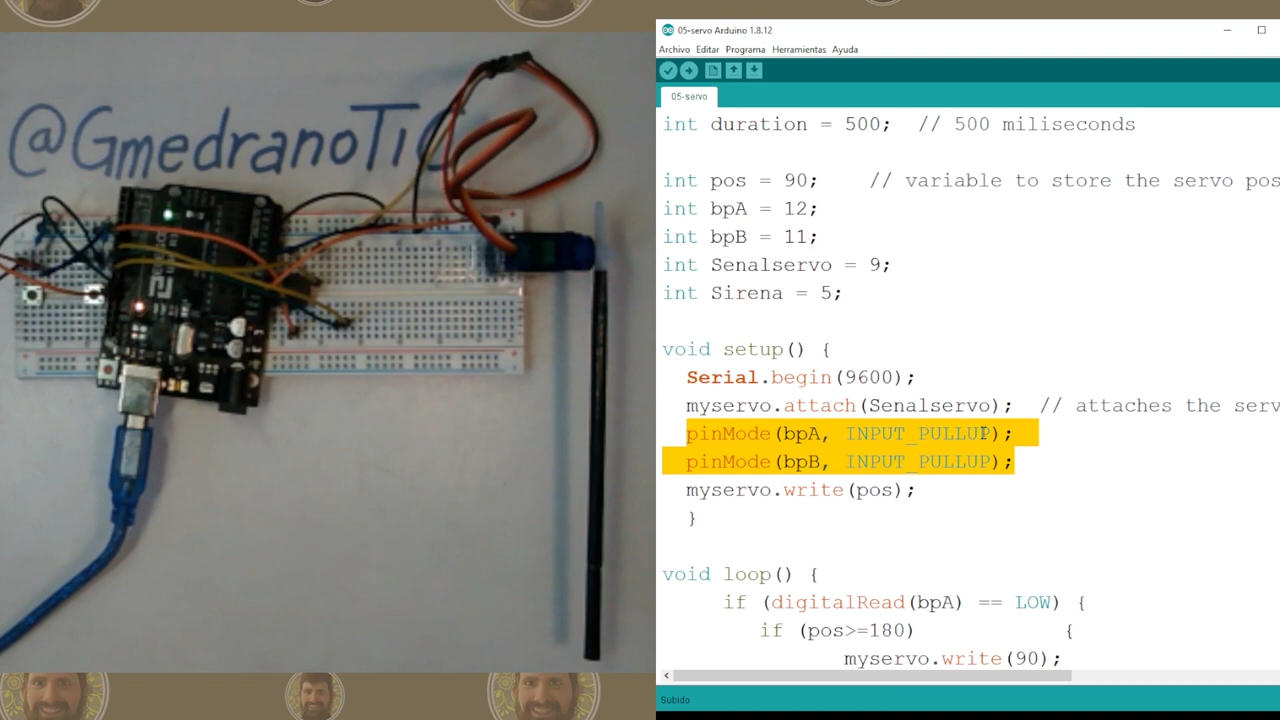 @GmedranoTIC
05-servo Arduino 1.8.12
Archivo Editar Programa Herramientas Ayuda
05-servo
int duration = 500;  // 500 miliseconds
int pos = 90;    // variable to store the servo pos
int bpA = 12;
int bpB = 11;
int Senalservo = 9;
int Sirena = 5;
void setup() {
Serial.begin(9600);
myservo.attach(Senalservo);  // attaches the serv
pinMode(bpA, INPUT_PULLUP);
pinMode(bpB, INPUT_PULLUP);
myservo.write(pos);
}
void loop() {
if (digitalRead(bpA) == LOW) {
if (pos>=180)            {
myservo.write(90);
Subido